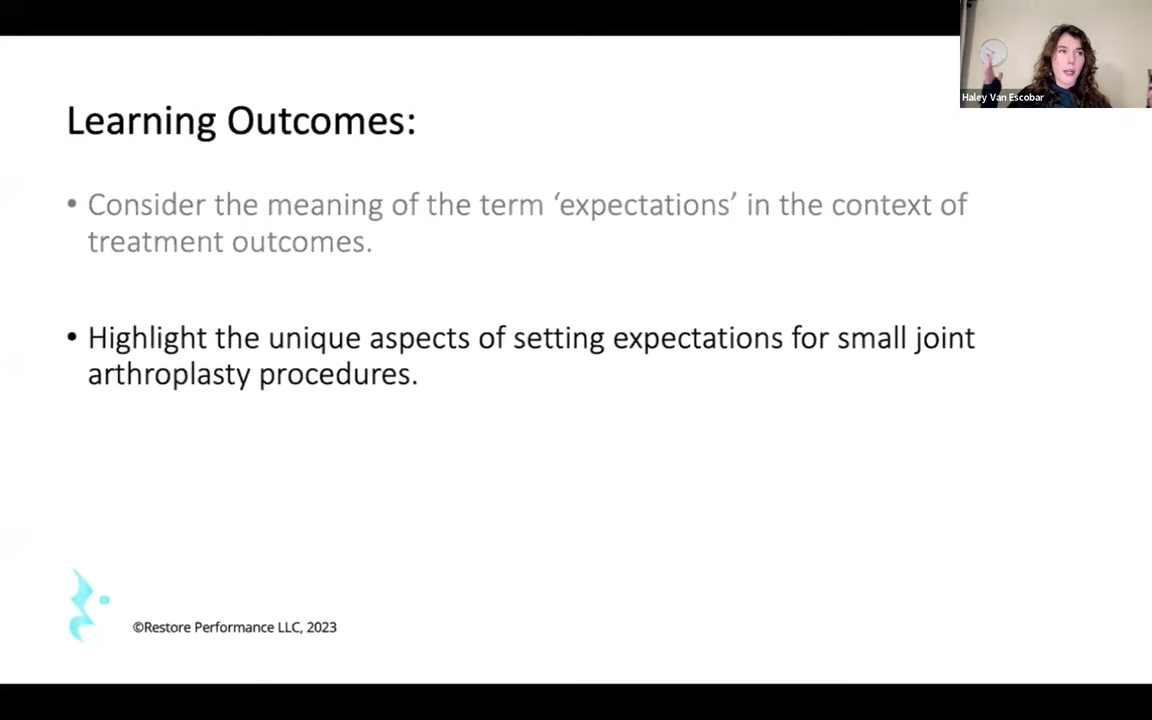 Haley Van Escobar
Learning Outcomes:
• Consider the meaning of the term ‘expectations’ in the context of
treatment outcomes.
• Highlight the unique aspects of setting expectations for small joint
arthroplasty procedures.
©Restore Performance LLC, 2023